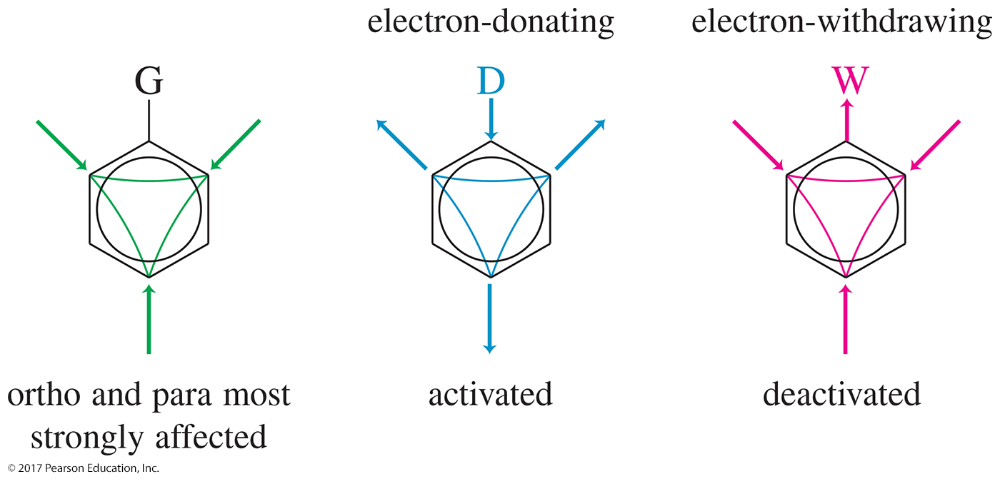 electron-donating
electron-withdrawing
G
D
W
ortho and para most
strongly affected
activated
deactivated
© 2017 Pearson Education, Inc.